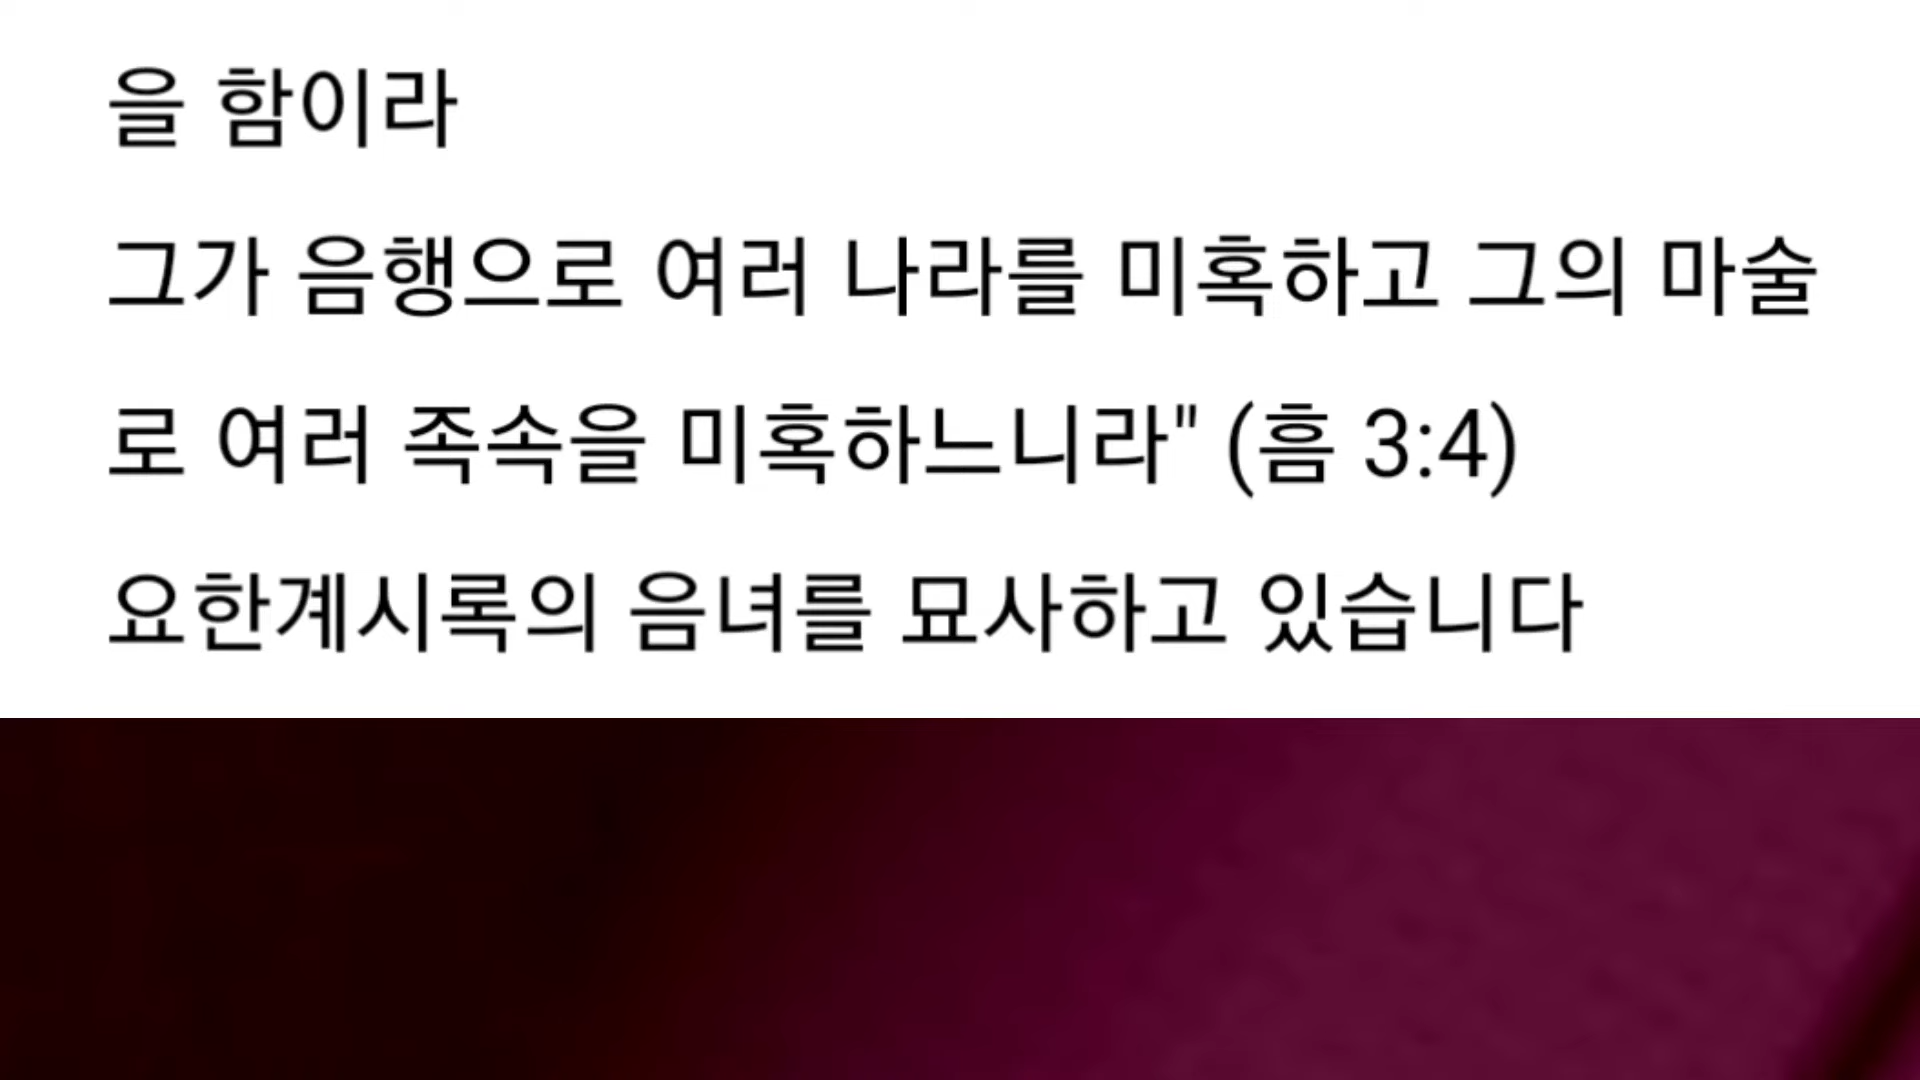 을 함이라
그가 음행으로 여러 나라를 미혹하고 그의 마술
로 여러 족속을 미혹하느니라" (흠 3:4)
요한계시록의 음녀를 묘사하고 있습니다